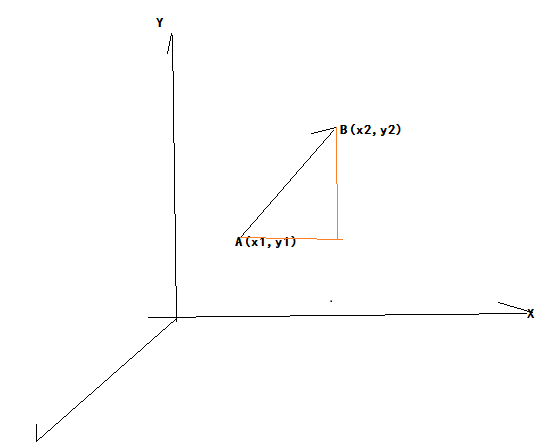 Y
B(x2,y2)
A(x1,y1)
X